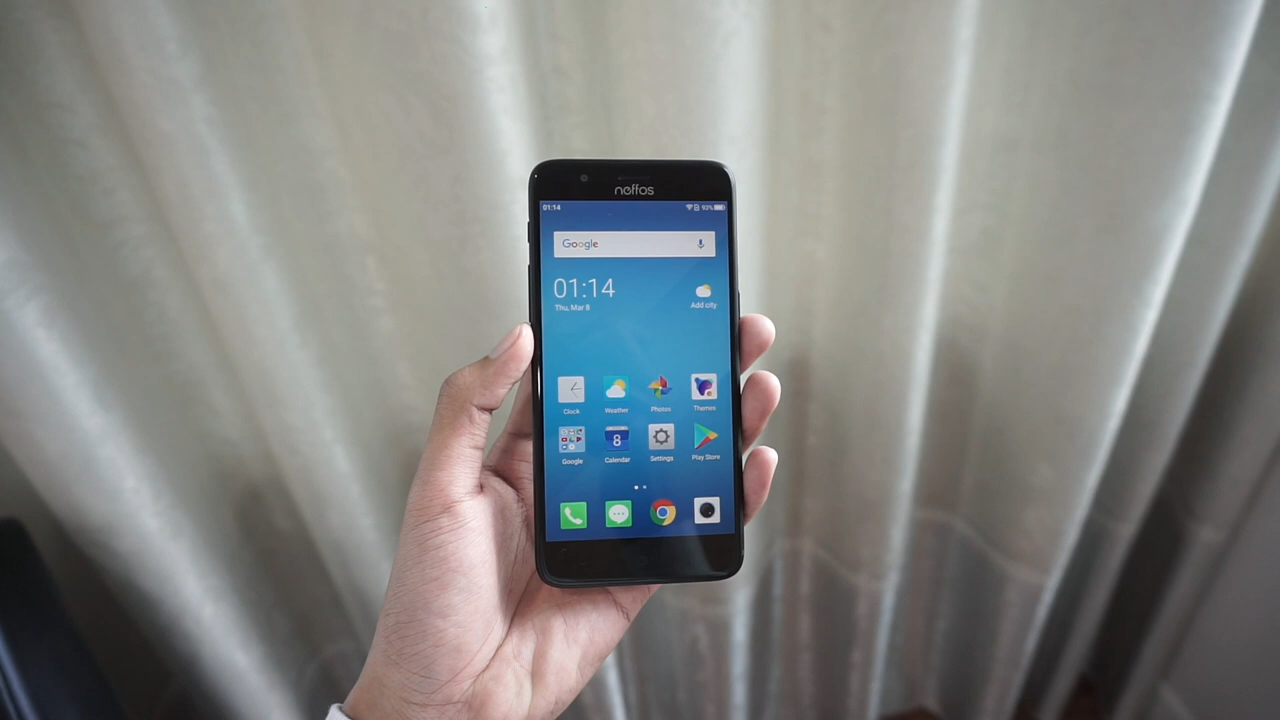 neffos
01:14 93%
Google
01:14
Thu, Mar 8
Add city
Clock Weather Photos Themes
8
Google Calendar Settings Play Store